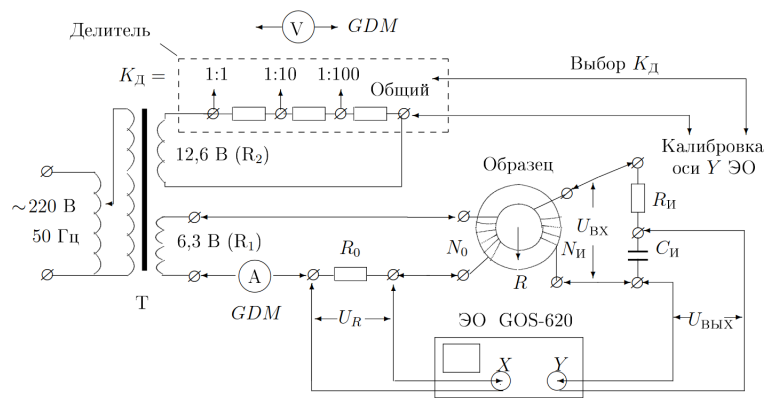 Делитель
V
GDM
K_Д =
1:1
1:10
1:100
Общий
Выбор K_Д
12,6 В (R₂)
Калибровка
оси Y ЭО
Образец
~220 В
50 Гц
6,3 В (R₁)
R₀
N₀
R
N_И
U_ВХ
R_И
C_И
T
A
GDM
U_R
ЭО GOS-620
U_ВЫХ
X
Y